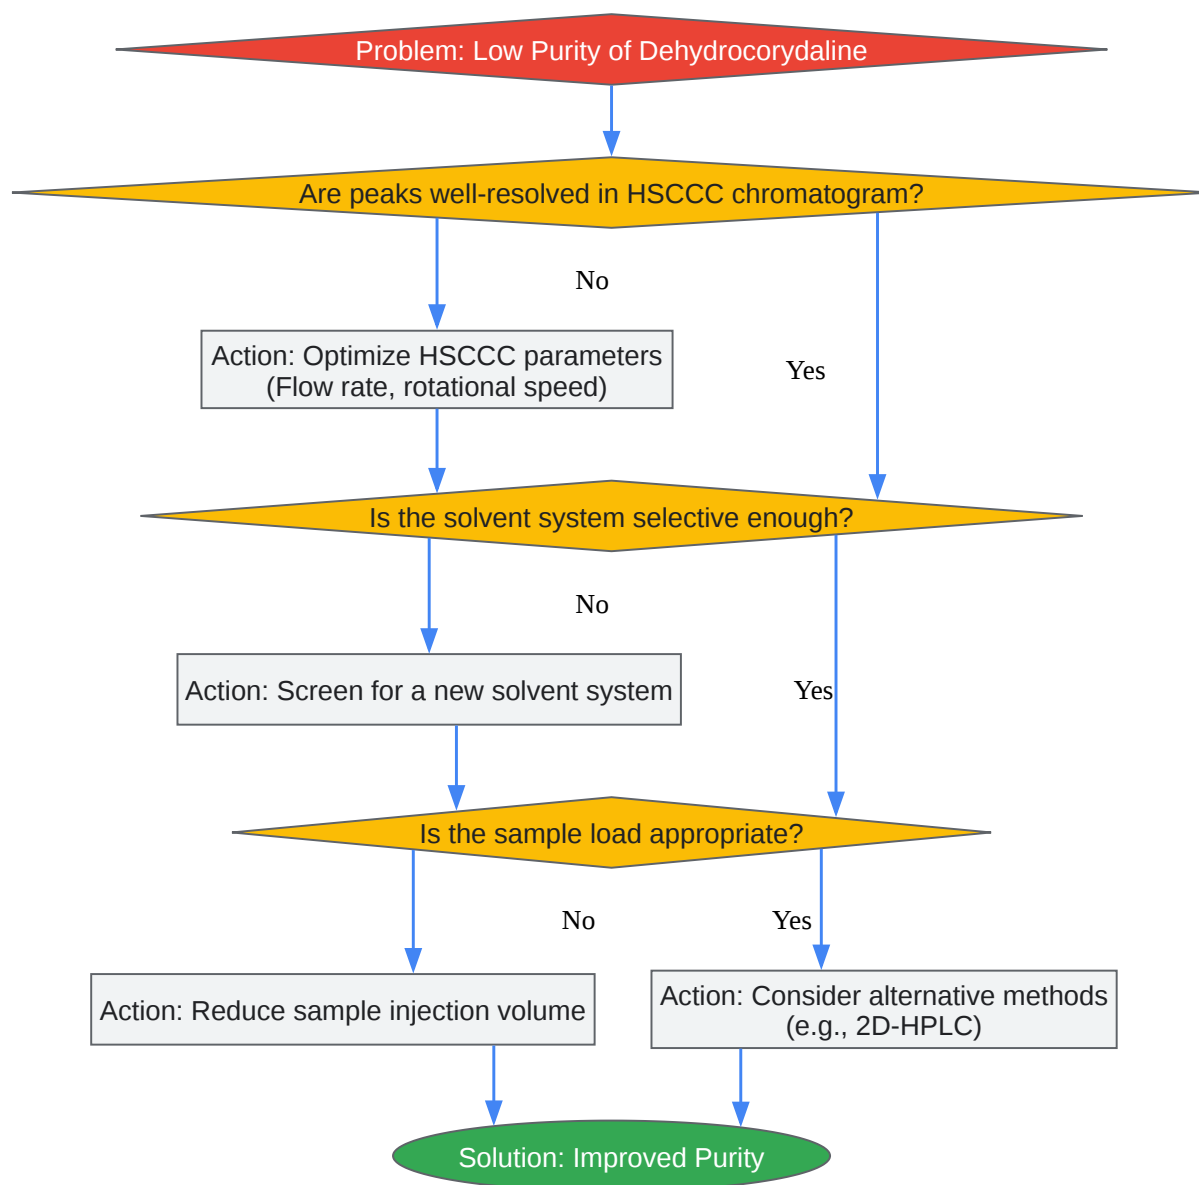 Problem: Low Purity of Dehydrocorydaline
Are peaks well-resolved in HSCCC chromatogram?
No
Action: Optimize HSCCC parameters
(Flow rate, rotational speed)
Yes
Is the solvent system selective enough?
No
Action: Screen for a new solvent system
Yes
Is the sample load appropriate?
No
Yes
Action: Reduce sample injection volume
Action: Consider alternative methods
(e.g., 2D-HPLC)
Solution: Improved Purity